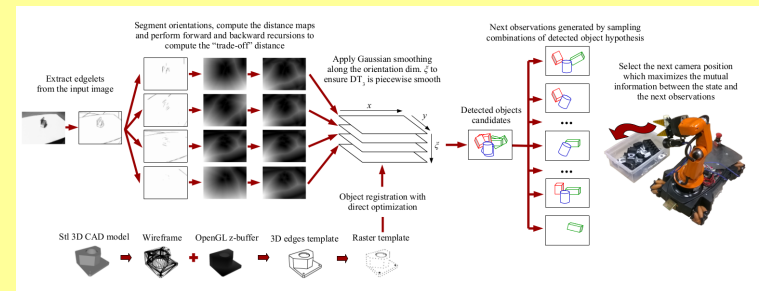 Segment orientations, compute the distance maps
and perform forward and backward recursions to
compute the "trade-off" distance
Extract edgelets
from the input image
Apply Gaussian smoothing
along the orientation dim. ξ to
ensure DT3 is piecewise smooth
x
y
ξ
Object registration with
direct optimization
Detected objects
candidates
Next observations generated by sampling
combinations of detected object hypothesis
...
...
Select the next camera position
which maximizes the mutual
information between the state and
the next observations
Stl 3D CAD model
Wireframe
OpenGL z-buffer
3D edges template
Raster template
+